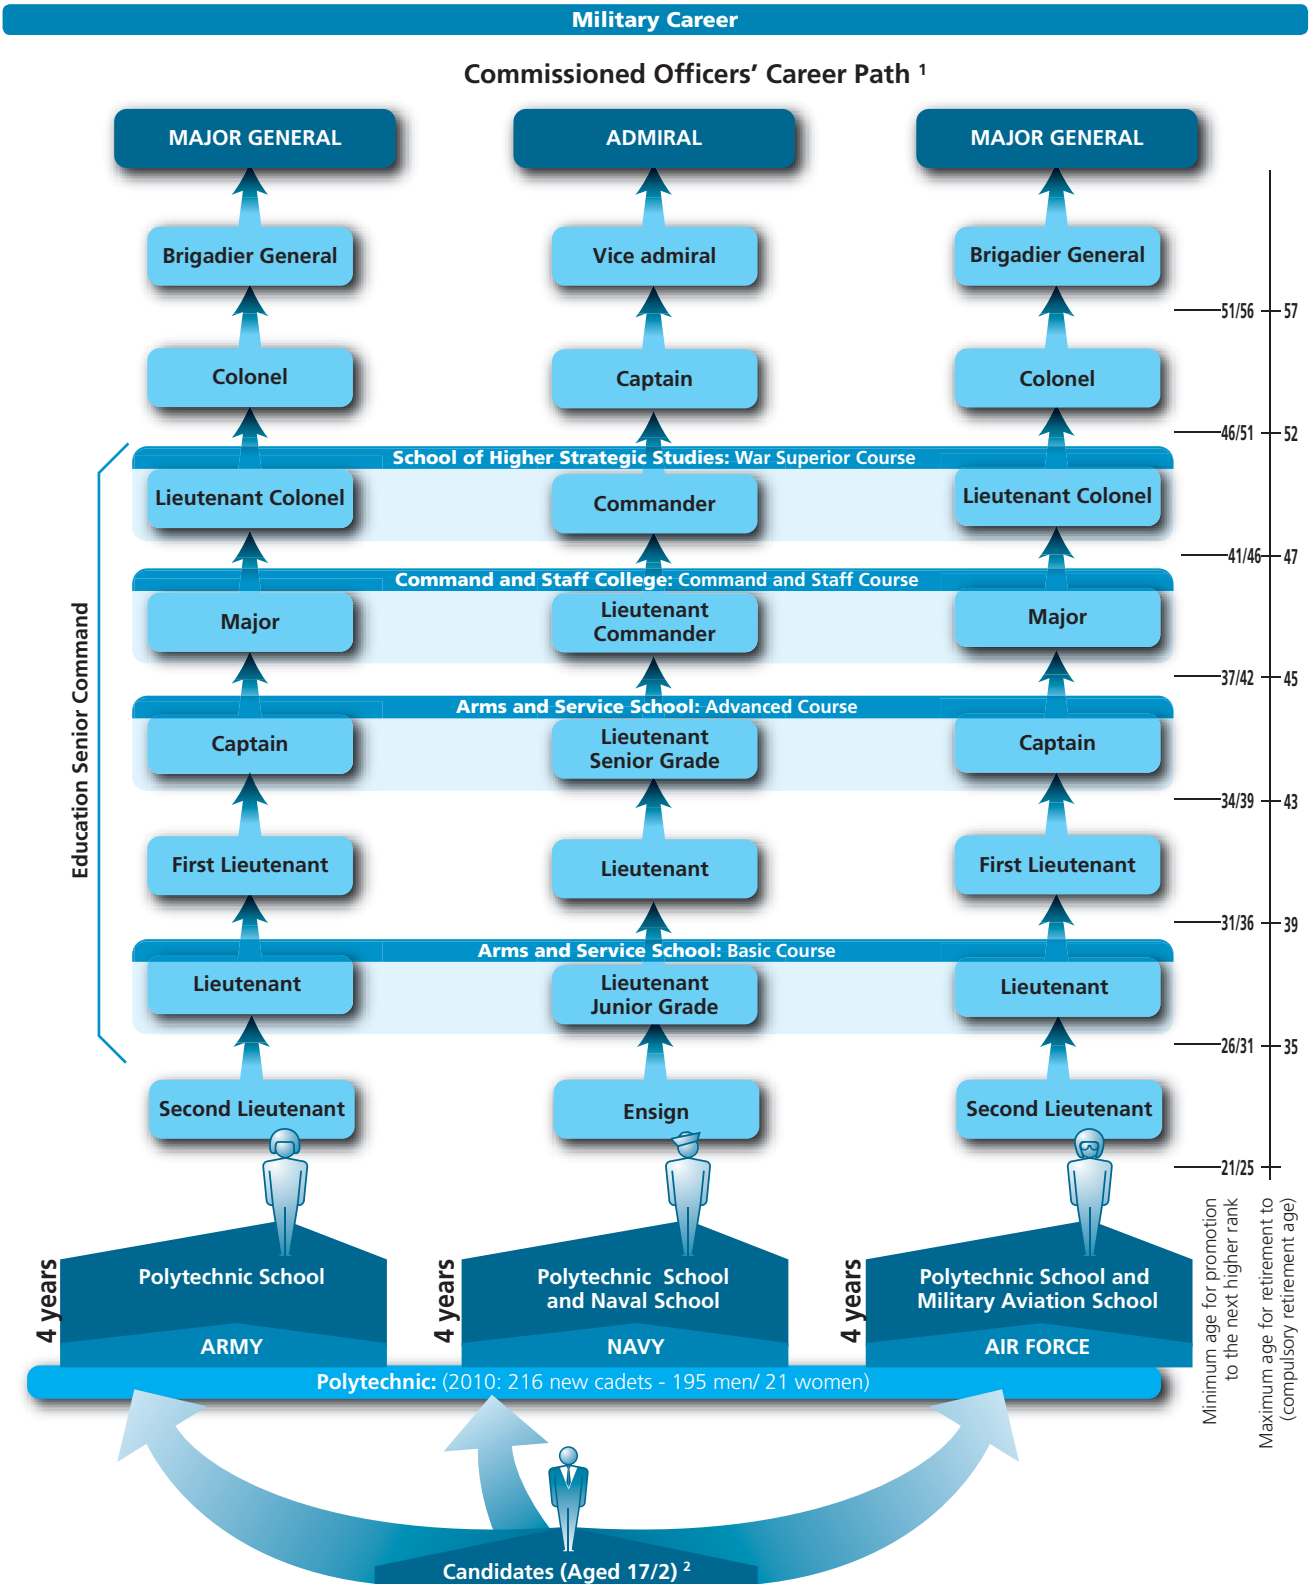 Military Career
Commissioned Officers’ Career Path 1
MAJOR GENERAL
ADMIRAL
MAJOR GENERAL
Brigadier General
Vice admiral
Brigadier General
51/56
57
Colonel
Captain
Colonel
46/51
52
School of Higher Strategic Studies: War Superior Course
Lieutenant Colonel
Commander
Lieutenant Colonel
41/46
47
Command and Staff College: Command and Staff Course
Major
Lieutenant
Commander
Major
37/42
45
Arms and Service School: Advanced Course
Captain
Lieutenant
Senior Grade
Captain
34/39
43
First Lieutenant
Lieutenant
First Lieutenant
31/36
39
Arms and Service School: Basic Course
Lieutenant
Lieutenant
Junior Grade
Lieutenant
26/31
35
Second Lieutenant
Ensign
Second Lieutenant
21/25
Education Senior Command
4 years
Polytechnic School
ARMY
4 years
Polytechnic School
and Naval School
NAVY
4 years
Polytechnic School and
Military Aviation School
AIR FORCE
Minimum age for promotion
to the next higher rank
Maximum age for retirement to
(compulsory retirement age)
Polytechnic: (2010: 216 new cadets - 195 men/ 21 women)
Candidates (Aged 17/2) 2